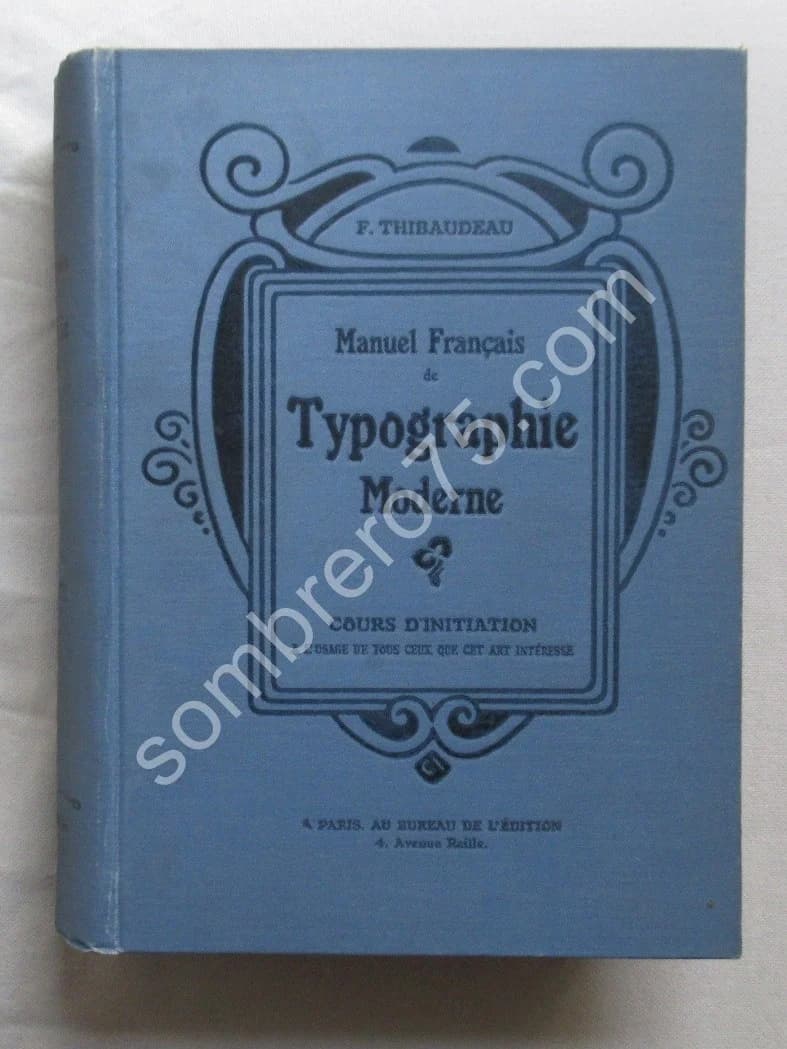 F. THIBAUDEAU
Manuel Français
de
Typographie
Moderne
COURS D'INITIATION
L'USAGE DE TOUS CEUX, QUE CET ART INTÉRESSE
A PARIS, AU BUREAU DE L'ÉDITION
4, Avenue Reille.
sombrero75.com